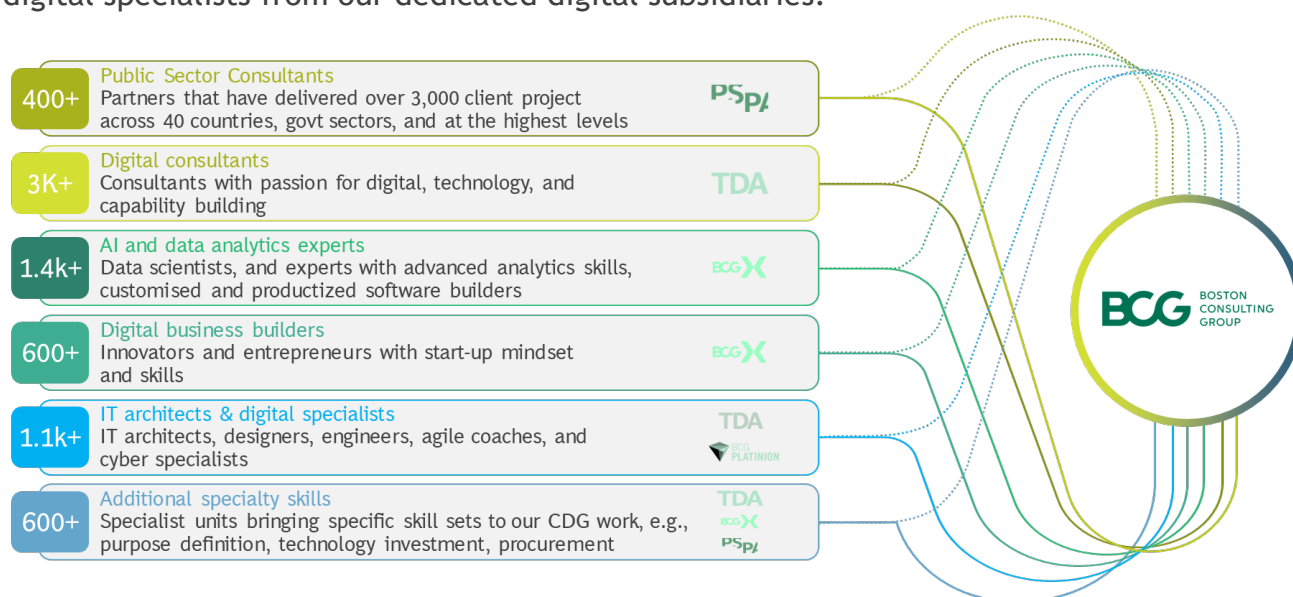 digital specialists from our dedicated digital subsidiaries.
400+
Public Sector Consultants
Partners that have delivered over 3,000 client project
across 40 countries, govt sectors, and at the highest levels
PSPA
3K+
Digital consultants
Consultants with passion for digital, technology, and
capability building
TDA
1.4k+
AI and data analytics experts
Data scientists, and experts with advanced analytics skills,
customised and productized software builders
BCG X
600+
Digital business builders
Innovators and entrepreneurs with start-up mindset
and skills
BCG X
1.1k+
IT architects & digital specialists
IT architects, designers, engineers, agile coaches, and
cyber specialists
TDA
BCG
PLATINION
600+
Additional specialty skills
Specialist units bringing specific skill sets to our CDG work, e.g.,
purpose definition, technology investment, procurement
TDA
BCG X
PSPA
BCG
BOSTON
CONSULTING
GROUP